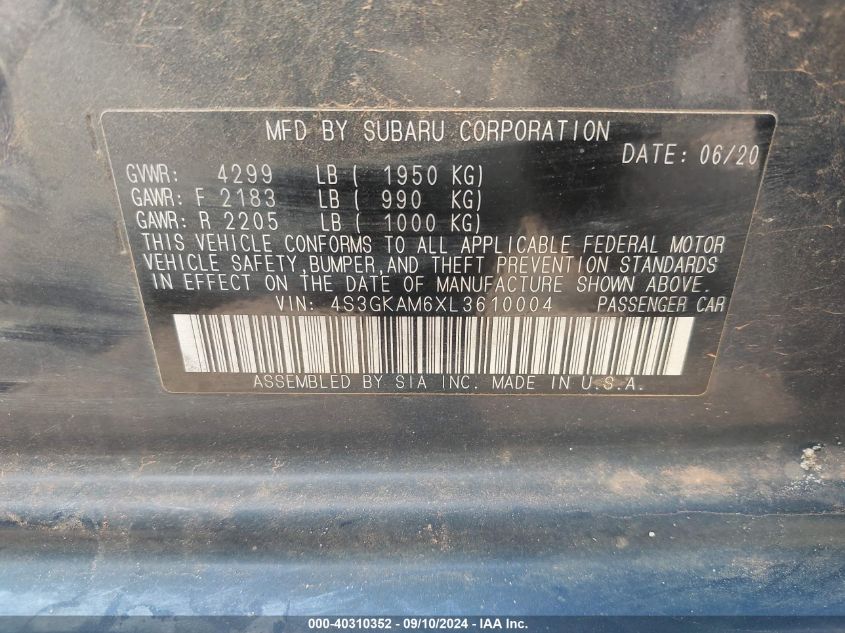 MFD BY SUBARU CORPORATION
DATE: 06/20
GVWR: 4299 LB ( 1950 KG)
GAWR: F 2183 LB ( 990 KG)
GAWR: R 2205 LB ( 1000 KG)
THIS VEHICLE CONFORMS TO ALL APPLICABLE FEDERAL MOTOR
VEHICLE SAFETY,BUMPER,AND THEFT PREVENTION STANDARDS
IN EFFECT ON THE DATE OF MANUFACTURE SHOWN ABOVE.
VIN: 4S3GKAM6XL3610004 PASSENGER CAR
ASSEMBLED BY SIA INC. MADE IN U.S.A.
000-40310352 — 09/10/2024 — IAA Inc.